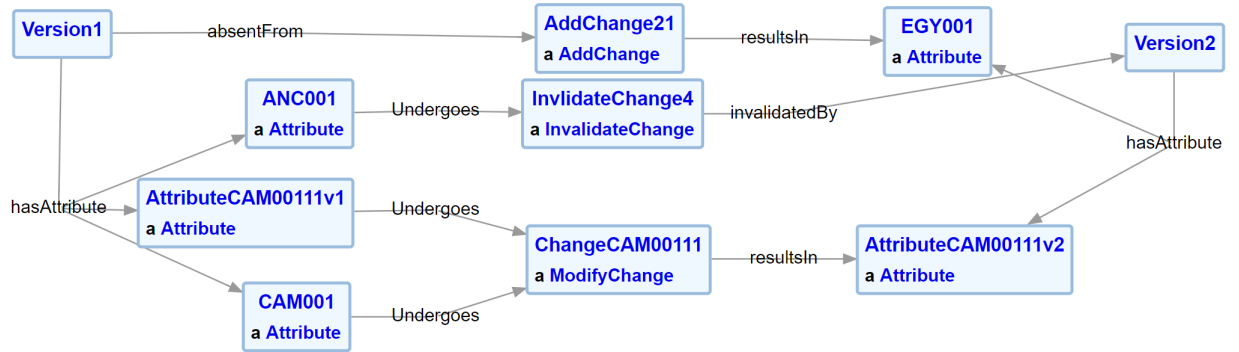 Version1
absentFrom
AddChange21
a AddChange
resultsIn
EGY001
a Attribute
Version2
ANC001
a Attribute
Undergoes
InvlidateChange4
a InvalidateChange
invalidatedBy
hasAttribute
hasAttribute
AttributeCAM00111v1
a Attribute
Undergoes
ChangeCAM00111
a ModifyChange
resultsIn
AttributeCAM00111v2
a Attribute
CAM001
a Attribute
Undergoes